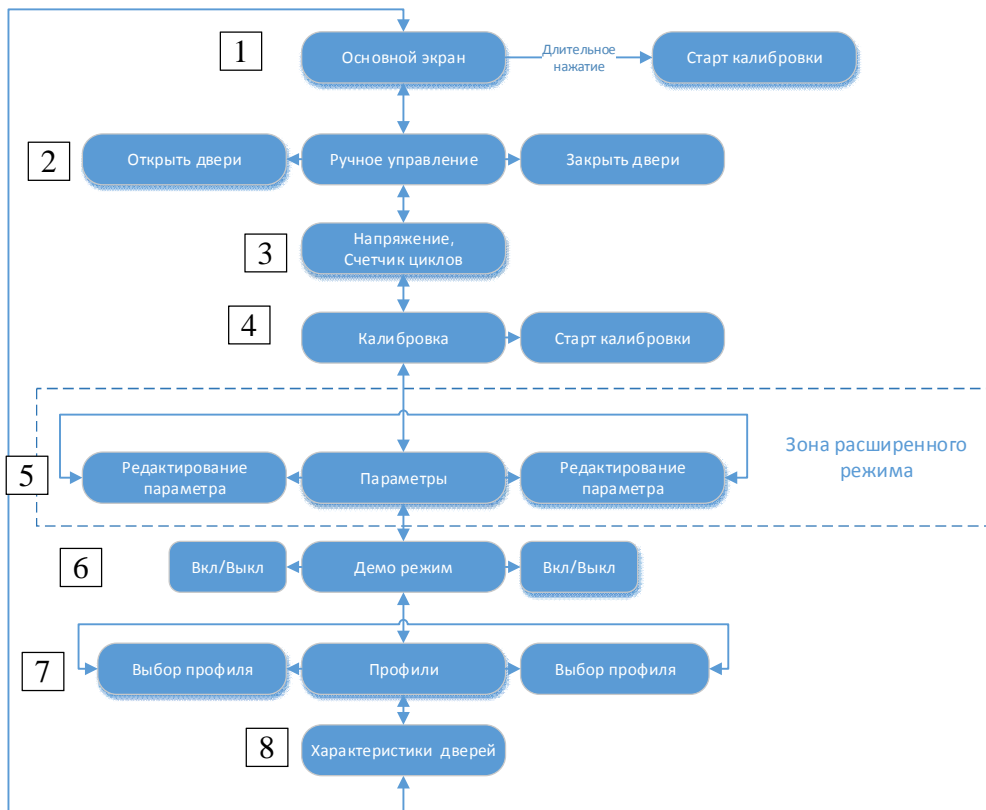 1
Основной экран
Длительное
нажатие
Старт калибровки
2
Открыть двери
Ручное управление
Закрыть двери
3
Напряжение,
Счетчик циклов
4
Калибровка
Старт калибровки
5
Редактирование
параметра
Параметры
Редактирование
параметра
Зона расширенного
режима
6
Вкл/Выкл
Демо режим
Вкл/Выкл
7
Выбор профиля
Профили
Выбор профиля
8
Характеристики дверей